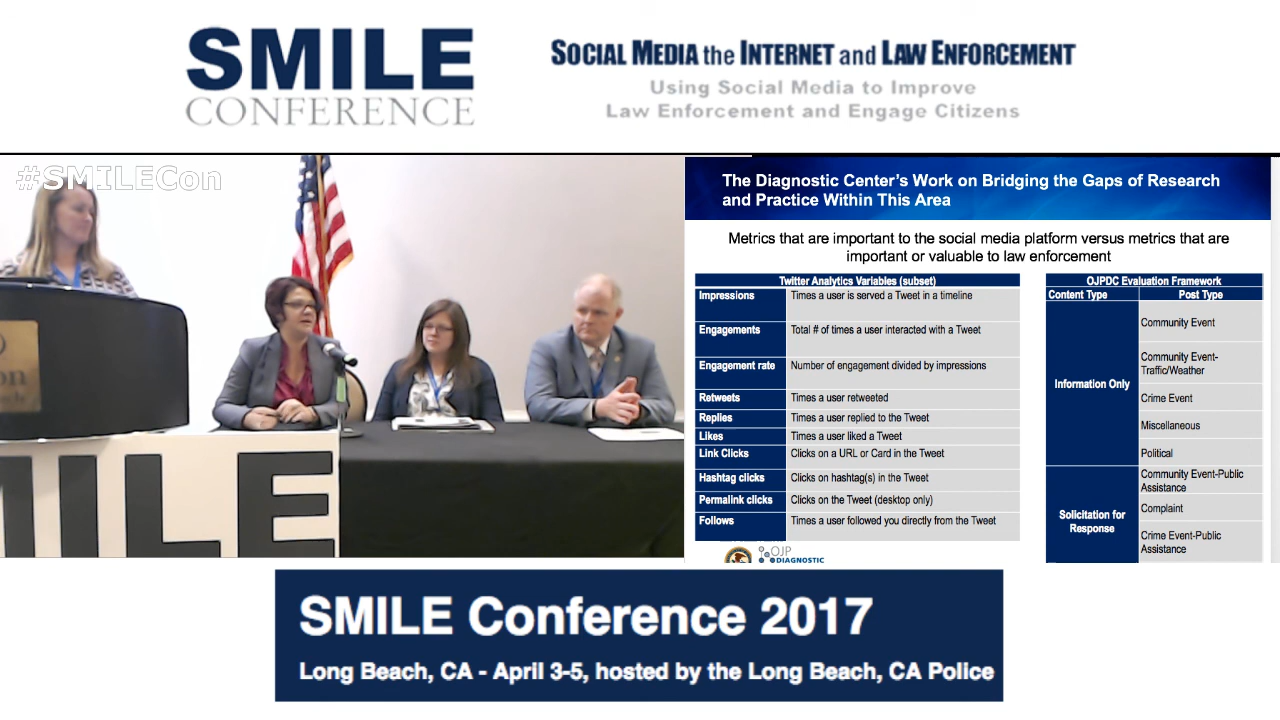 SMILE
CONFERENCE
SOCIAL MEDIA the INTERNET and LAW ENFORCEMENT
Using Social Media to Improve
Law Enforcement and Engage Citizens
#SMILECon
The Diagnostic Center's Work on Bridging the Gaps of Research
and Practice Within This Area
Metrics that are important to the social media platform versus metrics that are
important or valuable to law enforcement
Twitter Analytics Variables (subset)
Impressions Times a user is served a Tweet in a timeline
Engagements Total # of times a user interacted with a Tweet
Engagement rate Number of engagement divided by impressions
Retweets Times a user retweeted
Replies Times a user replied to the Tweet
Likes Times a user liked a Tweet
Link Clicks Clicks on a URL or Card in the Tweet
Hashtag clicks Clicks on hashtag(s) in the Tweet
Permalink clicks Clicks on the Tweet (desktop only)
Follows Times a user followed you directly from the Tweet
OJPDC Evaluation Framework
Content Type Post Type
Information Only
Community Event
Community Event-
Traffic/Weather
Crime Event
Miscellaneous
Political
Solicitation for
Response
Community Event-Public
Assistance
Complaint
Crime Event-Public
Assistance
OJP
DIAGNOSTIC
MILE
SMILE Conference 2017
Long Beach, CA - April 3-5, hosted by the Long Beach, CA Police